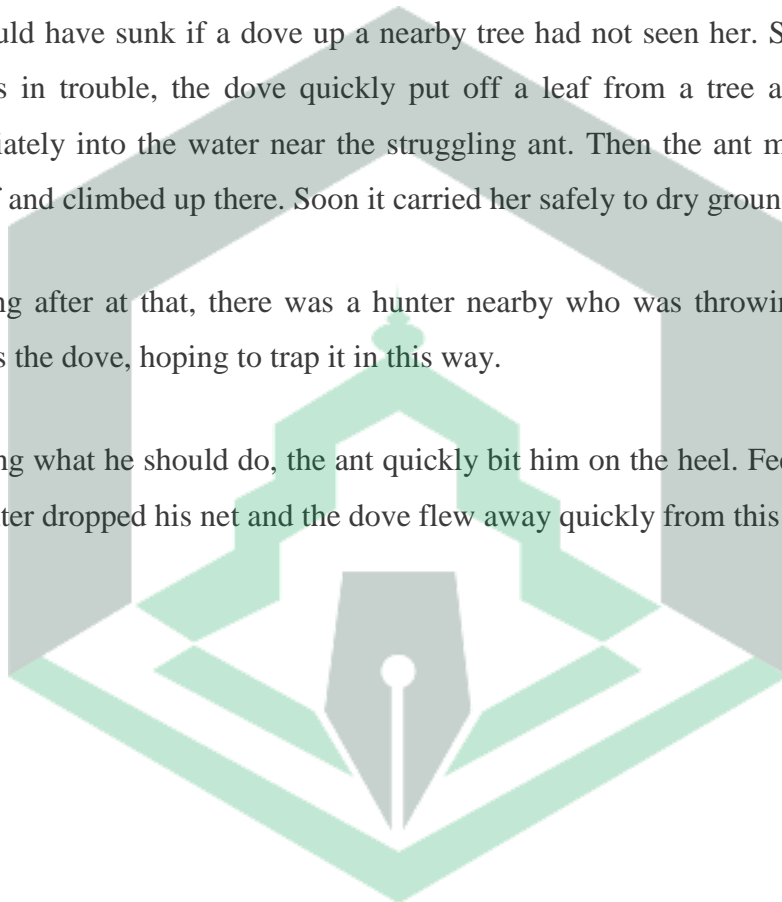 uld have sunk if a dove up a nearby tree had not seen her. S
s in trouble, the dove quickly put off a leaf from a tree a
iately into the water near the struggling ant. Then the ant m
f and climbed up there. Soon it carried her safely to dry groun
ng after at that, there was a hunter nearby who was throwin
s the dove, hoping to trap it in this way.
ng what he should do, the ant quickly bit him on the heel. Fee
ter dropped his net and the dove flew away quickly from this